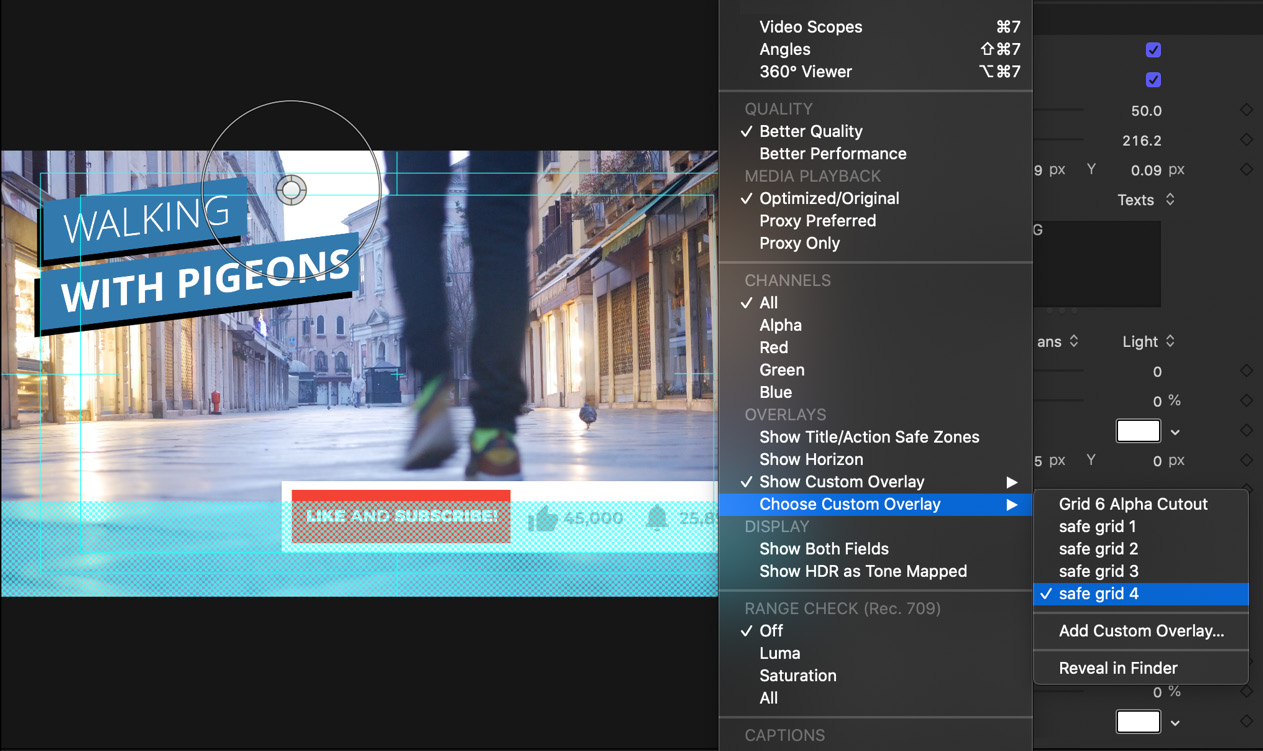 WALKING
WITH PIGEONS
LIKE AND SUBSCRIBE!
45,000
Video Scopes ⌘7
Angles ⇧⌘7
360° Viewer ⌥⌘7
QUALITY
✓ Better Quality
Better Performance
MEDIA PLAYBACK
✓ Optimized/Original
Proxy Preferred
Proxy Only
CHANNELS
✓ All
Alpha
Red
Green
Blue
OVERLAYS
Show Title/Action Safe Zones
Show Horizon
✓ Show Custom Overlay
Choose Custom Overlay
DISPLAY
Show Both Fields
Show HDR as Tone Mapped
RANGE CHECK (Rec. 709)
✓ Off
Luma
Saturation
All
CAPTIONS
Grid 6 Alpha Cutout
safe grid 1
safe grid 2
safe grid 3
✓ safe grid 4
Add Custom Overlay...
Reveal in Finder
50.0
216.2
9 px Y 0.09 px
Texts
G
ans Light
0
0 %
5 px Y 0 px
0 %